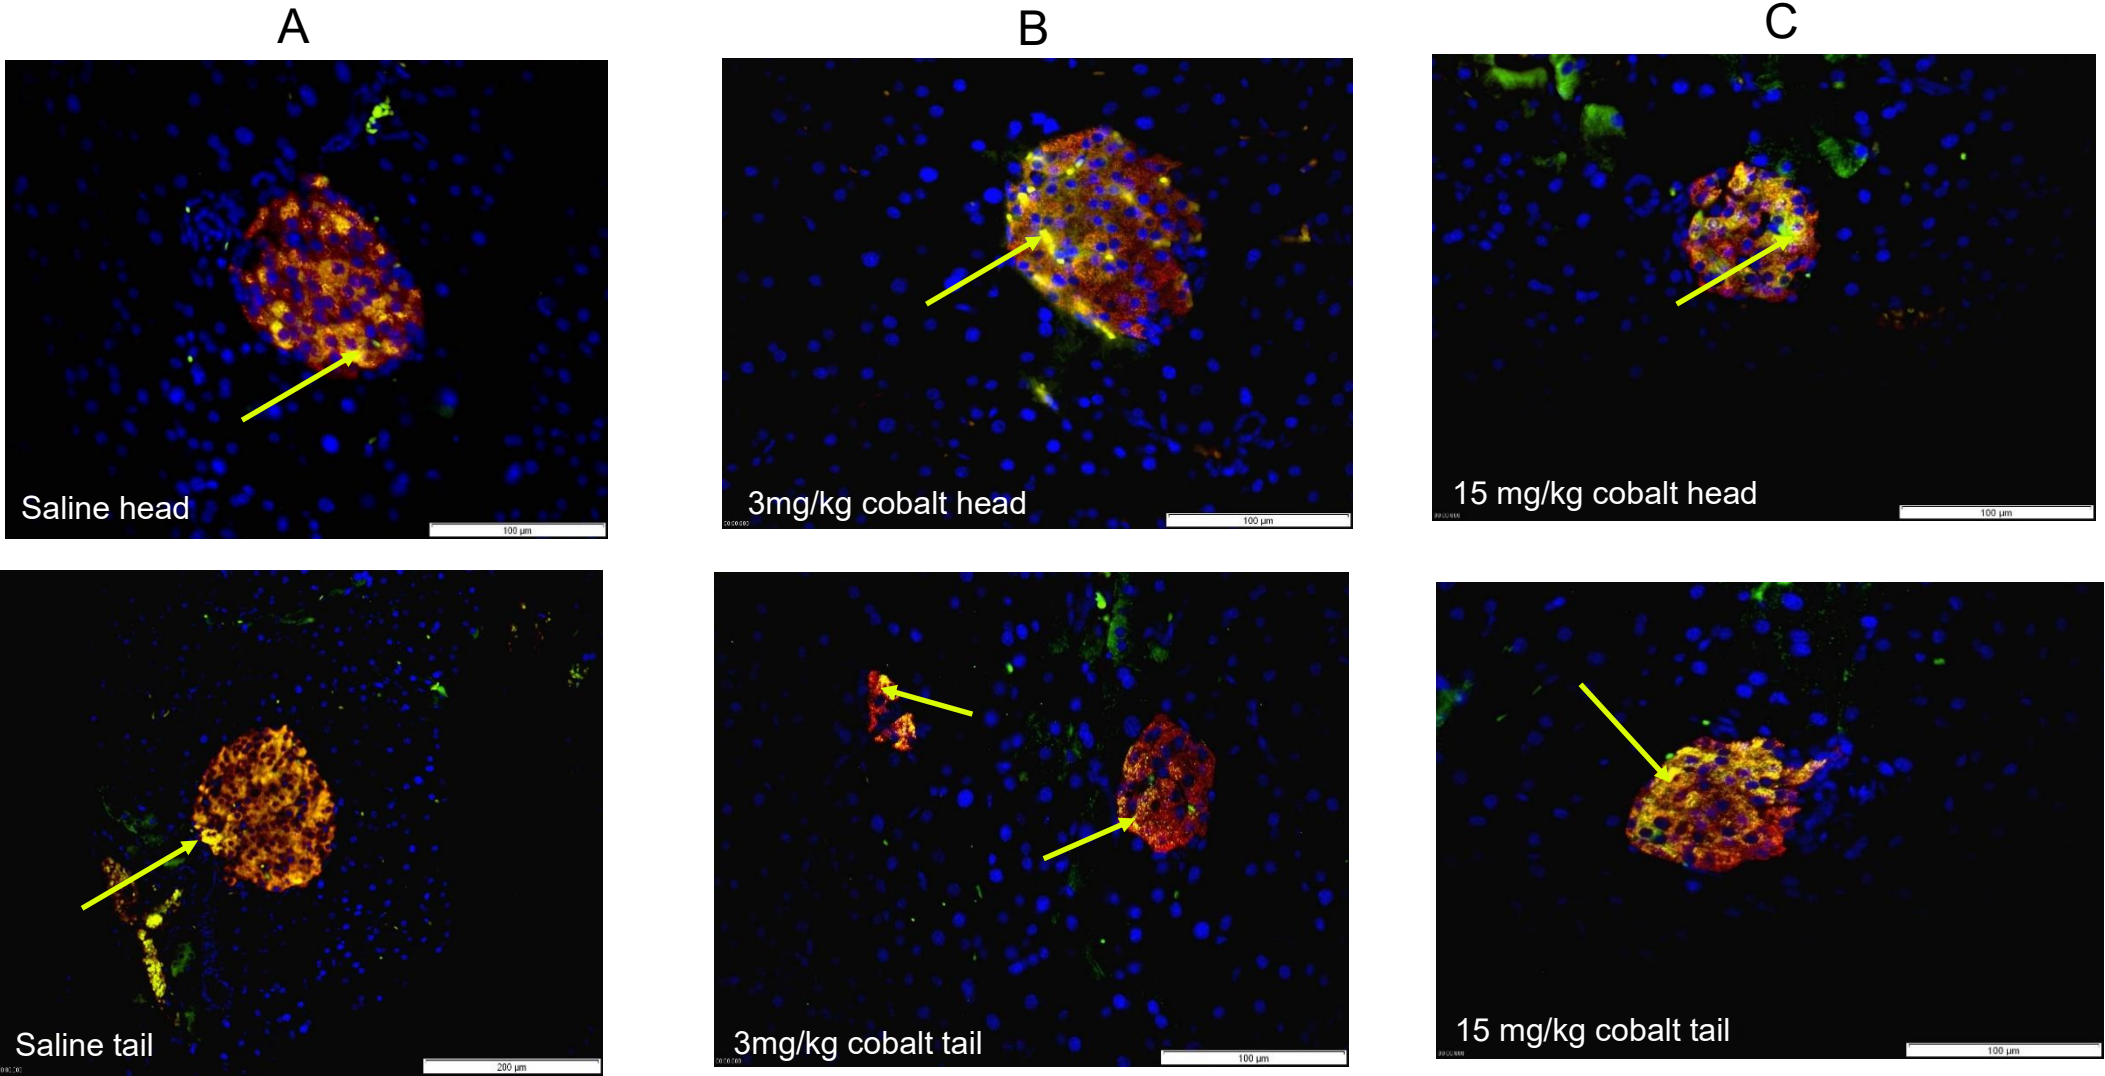 A
B
C
Saline head
100 µm
3mg/kg cobalt head
100 µm
15 mg/kg cobalt head
100 µm
Saline tail
200 µm
3mg/kg cobalt tail
100 µm
15 mg/kg cobalt tail
100 µm